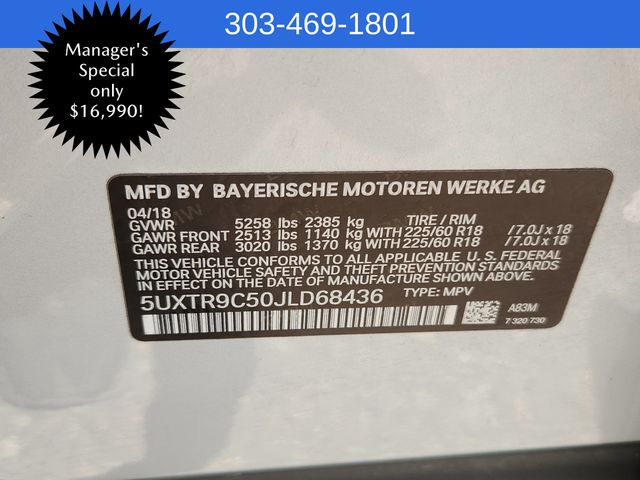 303-469-1801
Manager's
Special
only
$16,990!
MFD BY BAYERISCHE MOTOREN WERKE AG
04/18
GVWR 5258 lbs 2385 kg TIRE / RIM
GAWR FRONT 2513 lbs 1140 kg WITH 225/60 R18 / 7.0J x 18
GAWR REAR 3020 lbs 1370 kg WITH 225/60 R18 / 7.0J x 18
THIS VEHICLE CONFORMS TO ALL APPLICABLE U. S. FEDERAL
MOTOR VEHICLE SAFETY AND THEFT PREVENTION STANDARDS
IN EFFECT ON THE DATE OF MANUFACTURE SHOWN ABOVE.
5UXTR9C50JLD68436 TYPE: MPV
A83M
7 320 730